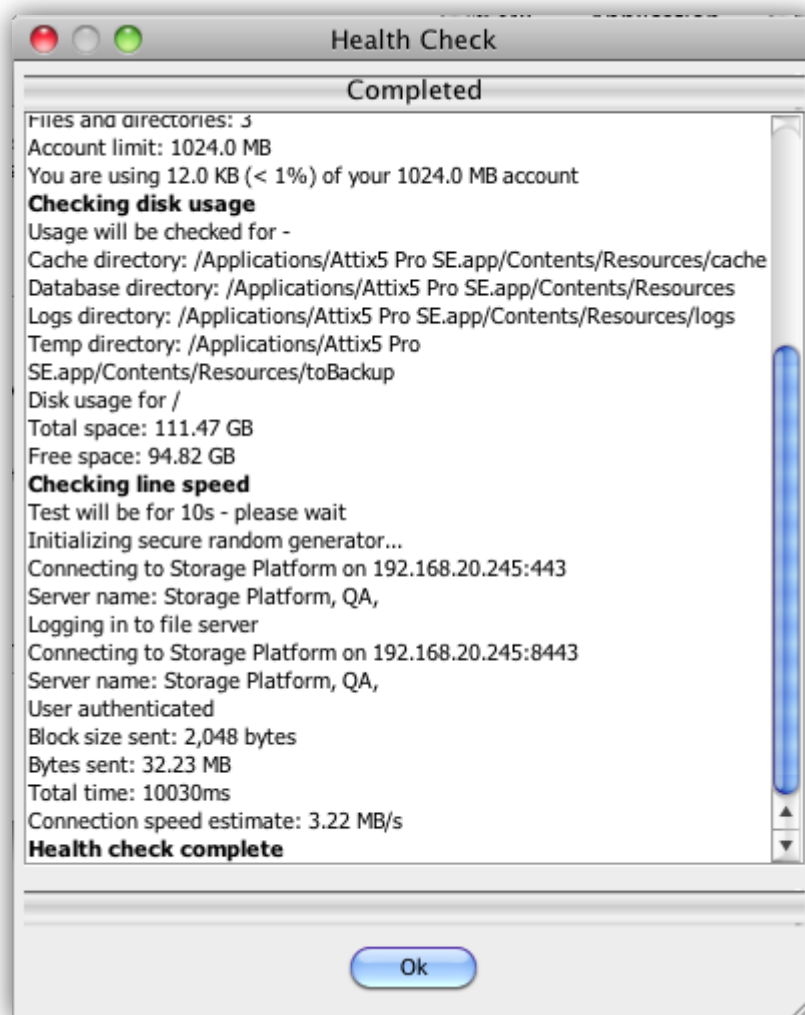 Health Check
Completed
Files and directories: 3
Account limit: 1024.0 MB
You are using 12.0 KB (< 1%) of your 1024.0 MB account
Checking disk usage
Usage will be checked for -
Cache directory: /Applications/Attix5 Pro SE.app/Contents/Resources/cache
Database directory: /Applications/Attix5 Pro SE.app/Contents/Resources
Logs directory: /Applications/Attix5 Pro SE.app/Contents/Resources/logs
Temp directory: /Applications/Attix5 Pro
SE.app/Contents/Resources/toBackup
Disk usage for /
Total space: 111.47 GB
Free space: 94.82 GB
Checking line speed
Test will be for 10s - please wait
Initializing secure random generator...
Connecting to Storage Platform on 192.168.20.245:443
Server name: Storage Platform, QA,
Logging in to file server
Connecting to Storage Platform on 192.168.20.245:8443
Server name: Storage Platform, QA,
User authenticated
Block size sent: 2,048 bytes
Bytes sent: 32.23 MB
Total time: 10030ms
Connection speed estimate: 3.22 MB/s
Health check complete
Ok